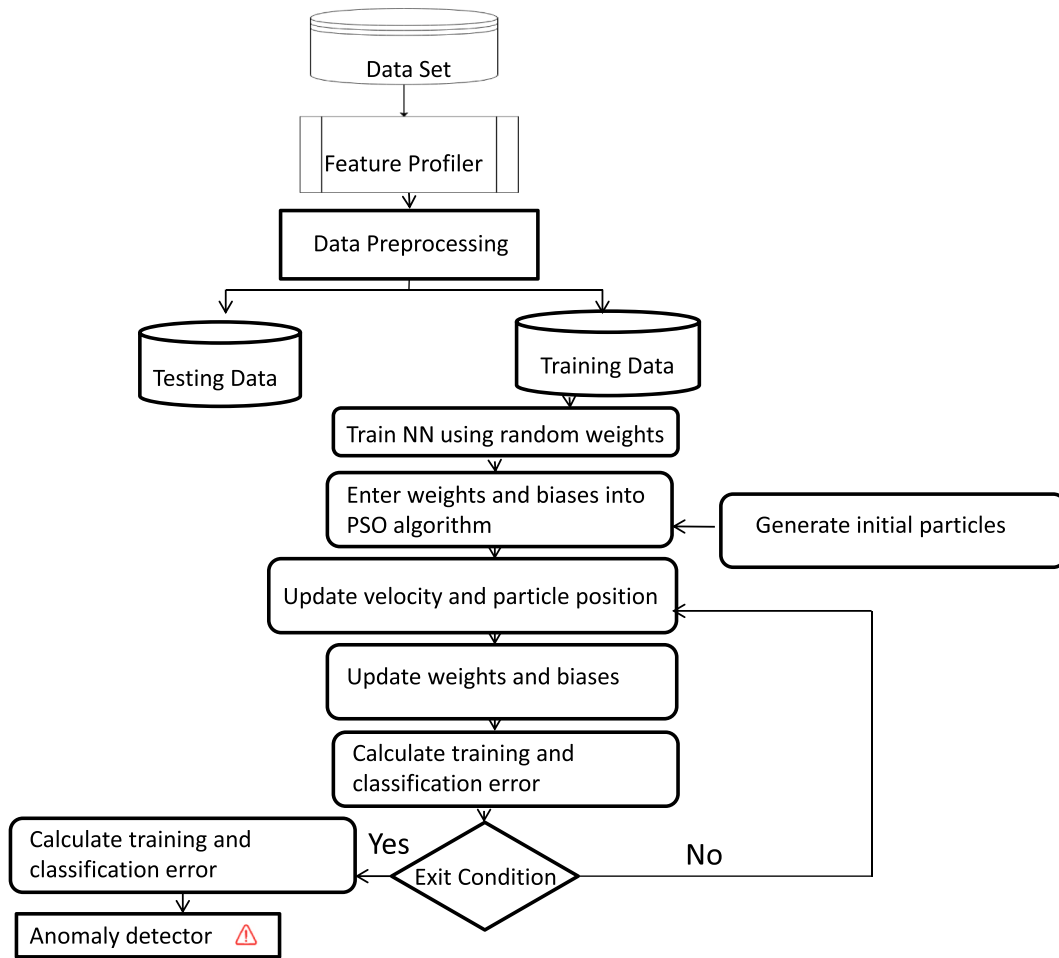 Data Set
Feature Profiler
Data Preprocessing
Testing Data
Training Data
Train NN using random weights
Enter weights and biases into
PSO algorithm
Generate initial particles
Update velocity and particle position
Update weights and biases
Calculate training and
classification error
Yes
No
Exit Condition
Calculate training and
classification error
Anomaly detector